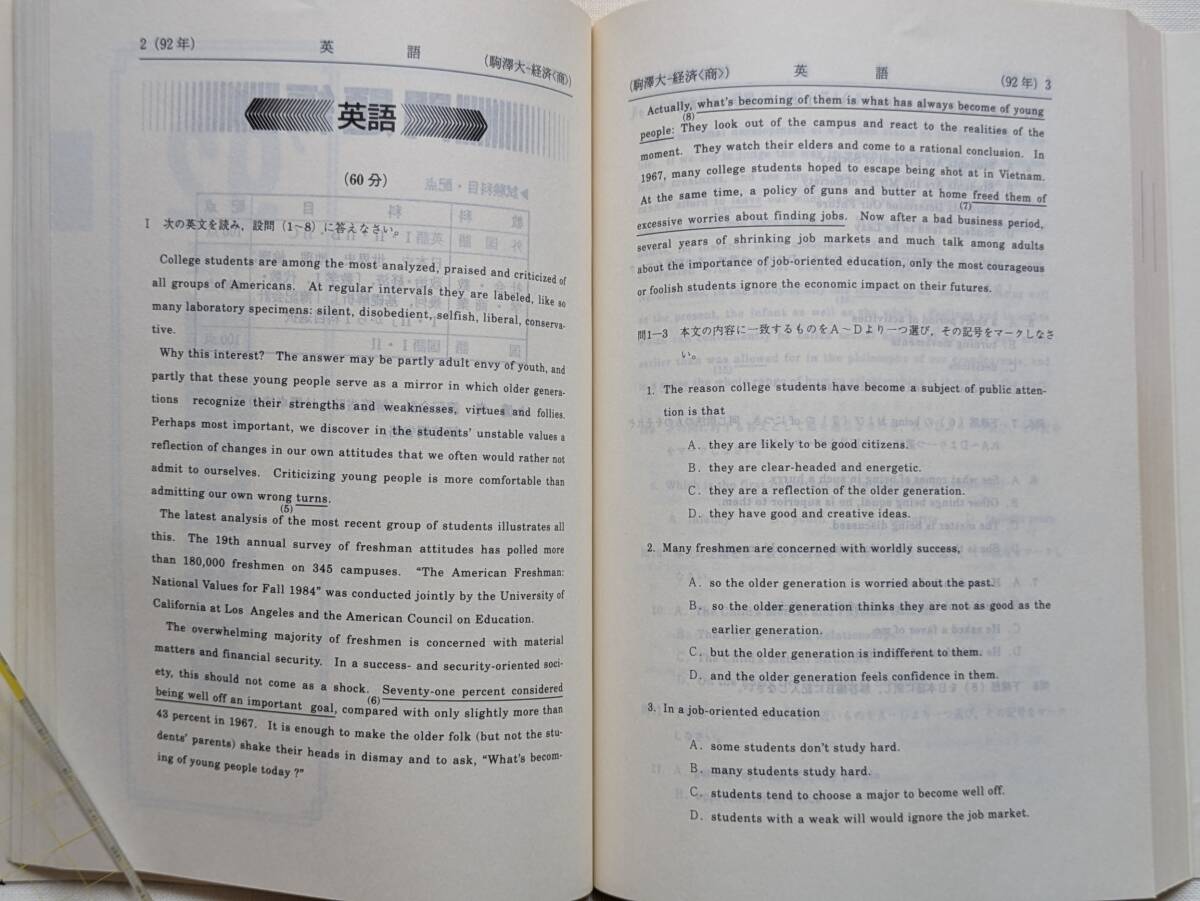 2 (92年)
英 語
(駒澤大-経済〈商〉)
英語
(60分)
I 次の英文を読み、設問 (1~8) に答えなさい。
College students are among the most analyzed, praised and criticized of
all groups of Americans. At regular intervals they are labeled, like so
many laboratory specimens: silent, disobedient, selfish, liberal, conserva-
tive.
Why this interest? The answer may be partly adult envy of youth, and
partly that these young people serve as a mirror in which older genera-
tions recognize their strengths and weaknesses, virtues and follies.
Perhaps most important, we discover in the students' unstable values a
reflection of changes in our own attitudes that we often would rather not
admit to ourselves. Criticizing young people is more comfortable than
admitting our own wrong turns.
(5)
The latest analysis of the most recent group of students illustrates all
this. The 19th annual survey of freshman attitudes has polled more
than 180,000 freshmen on 345 campuses. "The American Freshman:
National Values for Fall 1984" was conducted jointly by the University of
California at Los Angeles and the American Council on Education.
The overwhelming majority of freshmen is concerned with material
matters and financial security. In a success- and security-oriented soci-
ety, this should not come as a shock. Seventy-one percent considered
(6)
being well off an important goal, compared with only slightly more than
43 percent in 1967. It is enough to make the older folk (but not the stu-
dents' parents) shake their heads in dismay and to ask, "What's becom-
ing of young people today?"
(駒澤大-経済〈商〉)
英 語
(92年) 3
Actually, what's becoming of them is what has always become of young
(8)
people: They look out of the campus and react to the realities of the
moment. They watch their elders and come to a rational conclusion. In
1967, many college students hoped to escape being shot at in Vietnam.
At the same time, a policy of guns and butter at home freed them of
(7)
excessive worries about finding jobs. Now after a bad business period,
several years of shrinking job markets and much talk among adults
about the importance of job-oriented education, only the most courageous
or foolish students ignore the economic impact on their futures.
問1-3 本文の内容に一致するものをA~Dより一つ選び、その記号をマークしなさ
い。
1. The reason college students have become a subject of public atten-
tion is that
A. they are likely to be good citizens.
B. they are clear-headed and energetic.
C. they are a reflection of the older generation.
D. they have good and creative ideas.
2. Many freshmen are concerned with worldly success,
A. so the older generation is worried about the past.
B. so the older generation thinks they are not as good as the
earlier generation.
C. but the older generation is indifferent to them.
D. and the older generation feels confidence in them.
3. In a job-oriented education
A. some students don't study hard.
B. many students study hard.
C. students tend to choose a major to become well off.
D. students with a weak will would ignore the job market.